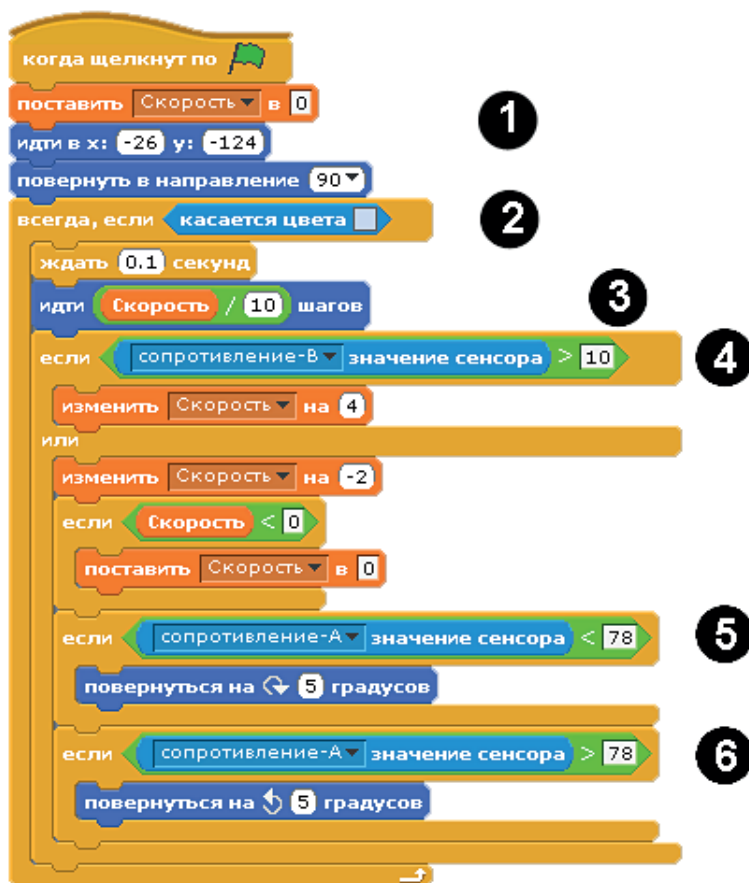 когда щелкнут по
поставить Скорость в 0
1
идти в x: -26 y: -124
повернуть в направление 90
всегда, если касается цвета
2
ждать 0.1 секунд
идти Скорость / 10 шагов
3
если сопротивление-B значение сенсора > 10
4
изменить Скорость на 4
или
изменить Скорость на -2
если Скорость < 0
поставить Скорость в 0
если сопротивление-A значение сенсора < 78
5
повернуться на 5 градусов
если сопротивление-A значение сенсора > 78
6
повернуться на 5 градусов